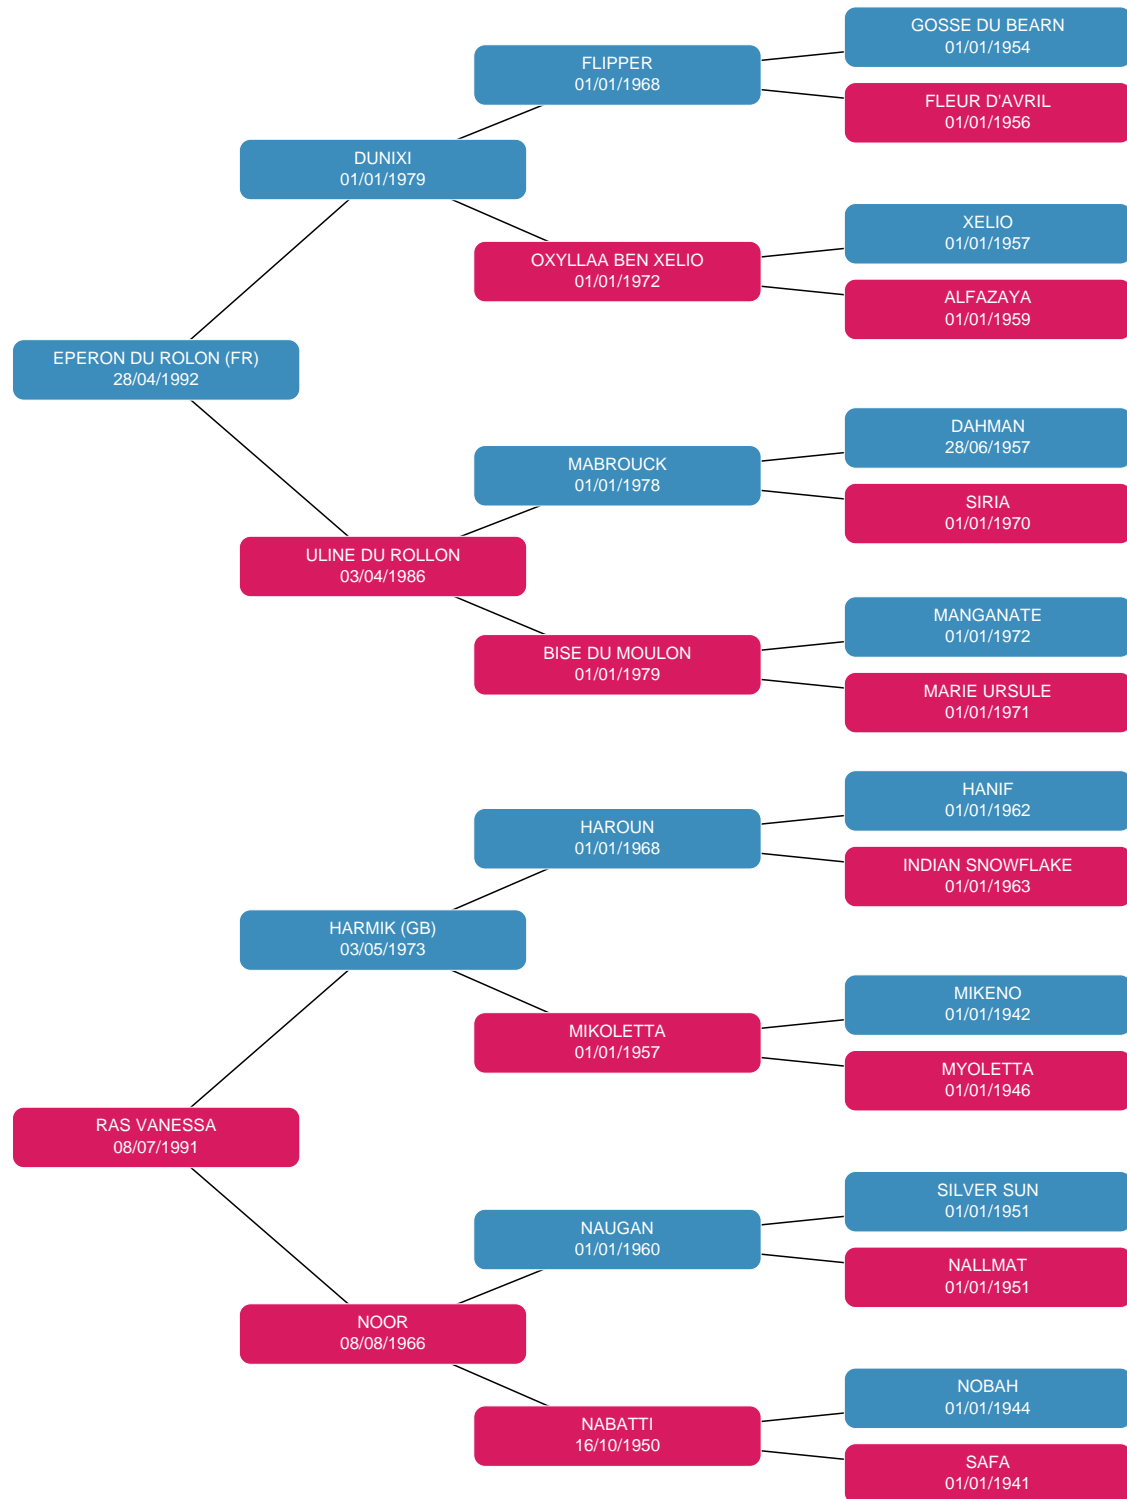 GOSSE DU BEARN
01/01/1954
FLIPPER
01/01/1968
FLEUR D'AVRIL
01/01/1956
DUNIXI
01/01/1979
XELIO
01/01/1957
OXYLLAA BEN XELIO
01/01/1972
ALFAZAYA
01/01/1959
EPERON DU ROLON (FR)
28/04/1992
DAHMAN
28/06/1957
MABROUCK
01/01/1978
SIRIA
01/01/1970
ULINE DU ROLLON
03/04/1986
MANGANATE
01/01/1972
BISE DU MOULON
01/01/1979
MARIE URSULE
01/01/1971
HANIF
01/01/1962
HAROUN
01/01/1968
INDIAN SNOWFLAKE
01/01/1963
HARMIK (GB)
03/05/1973
MIKENO
01/01/1942
MIKOLETTA
01/01/1957
MYOLETTA
01/01/1946
RAS VANESSA
08/07/1991
SILVER SUN
01/01/1951
NAUGAN
01/01/1960
NALLMAT
01/01/1951
NOOR
08/08/1966
NOBAH
01/01/1944
NABATTI
16/10/1950
SAFA
01/01/1941